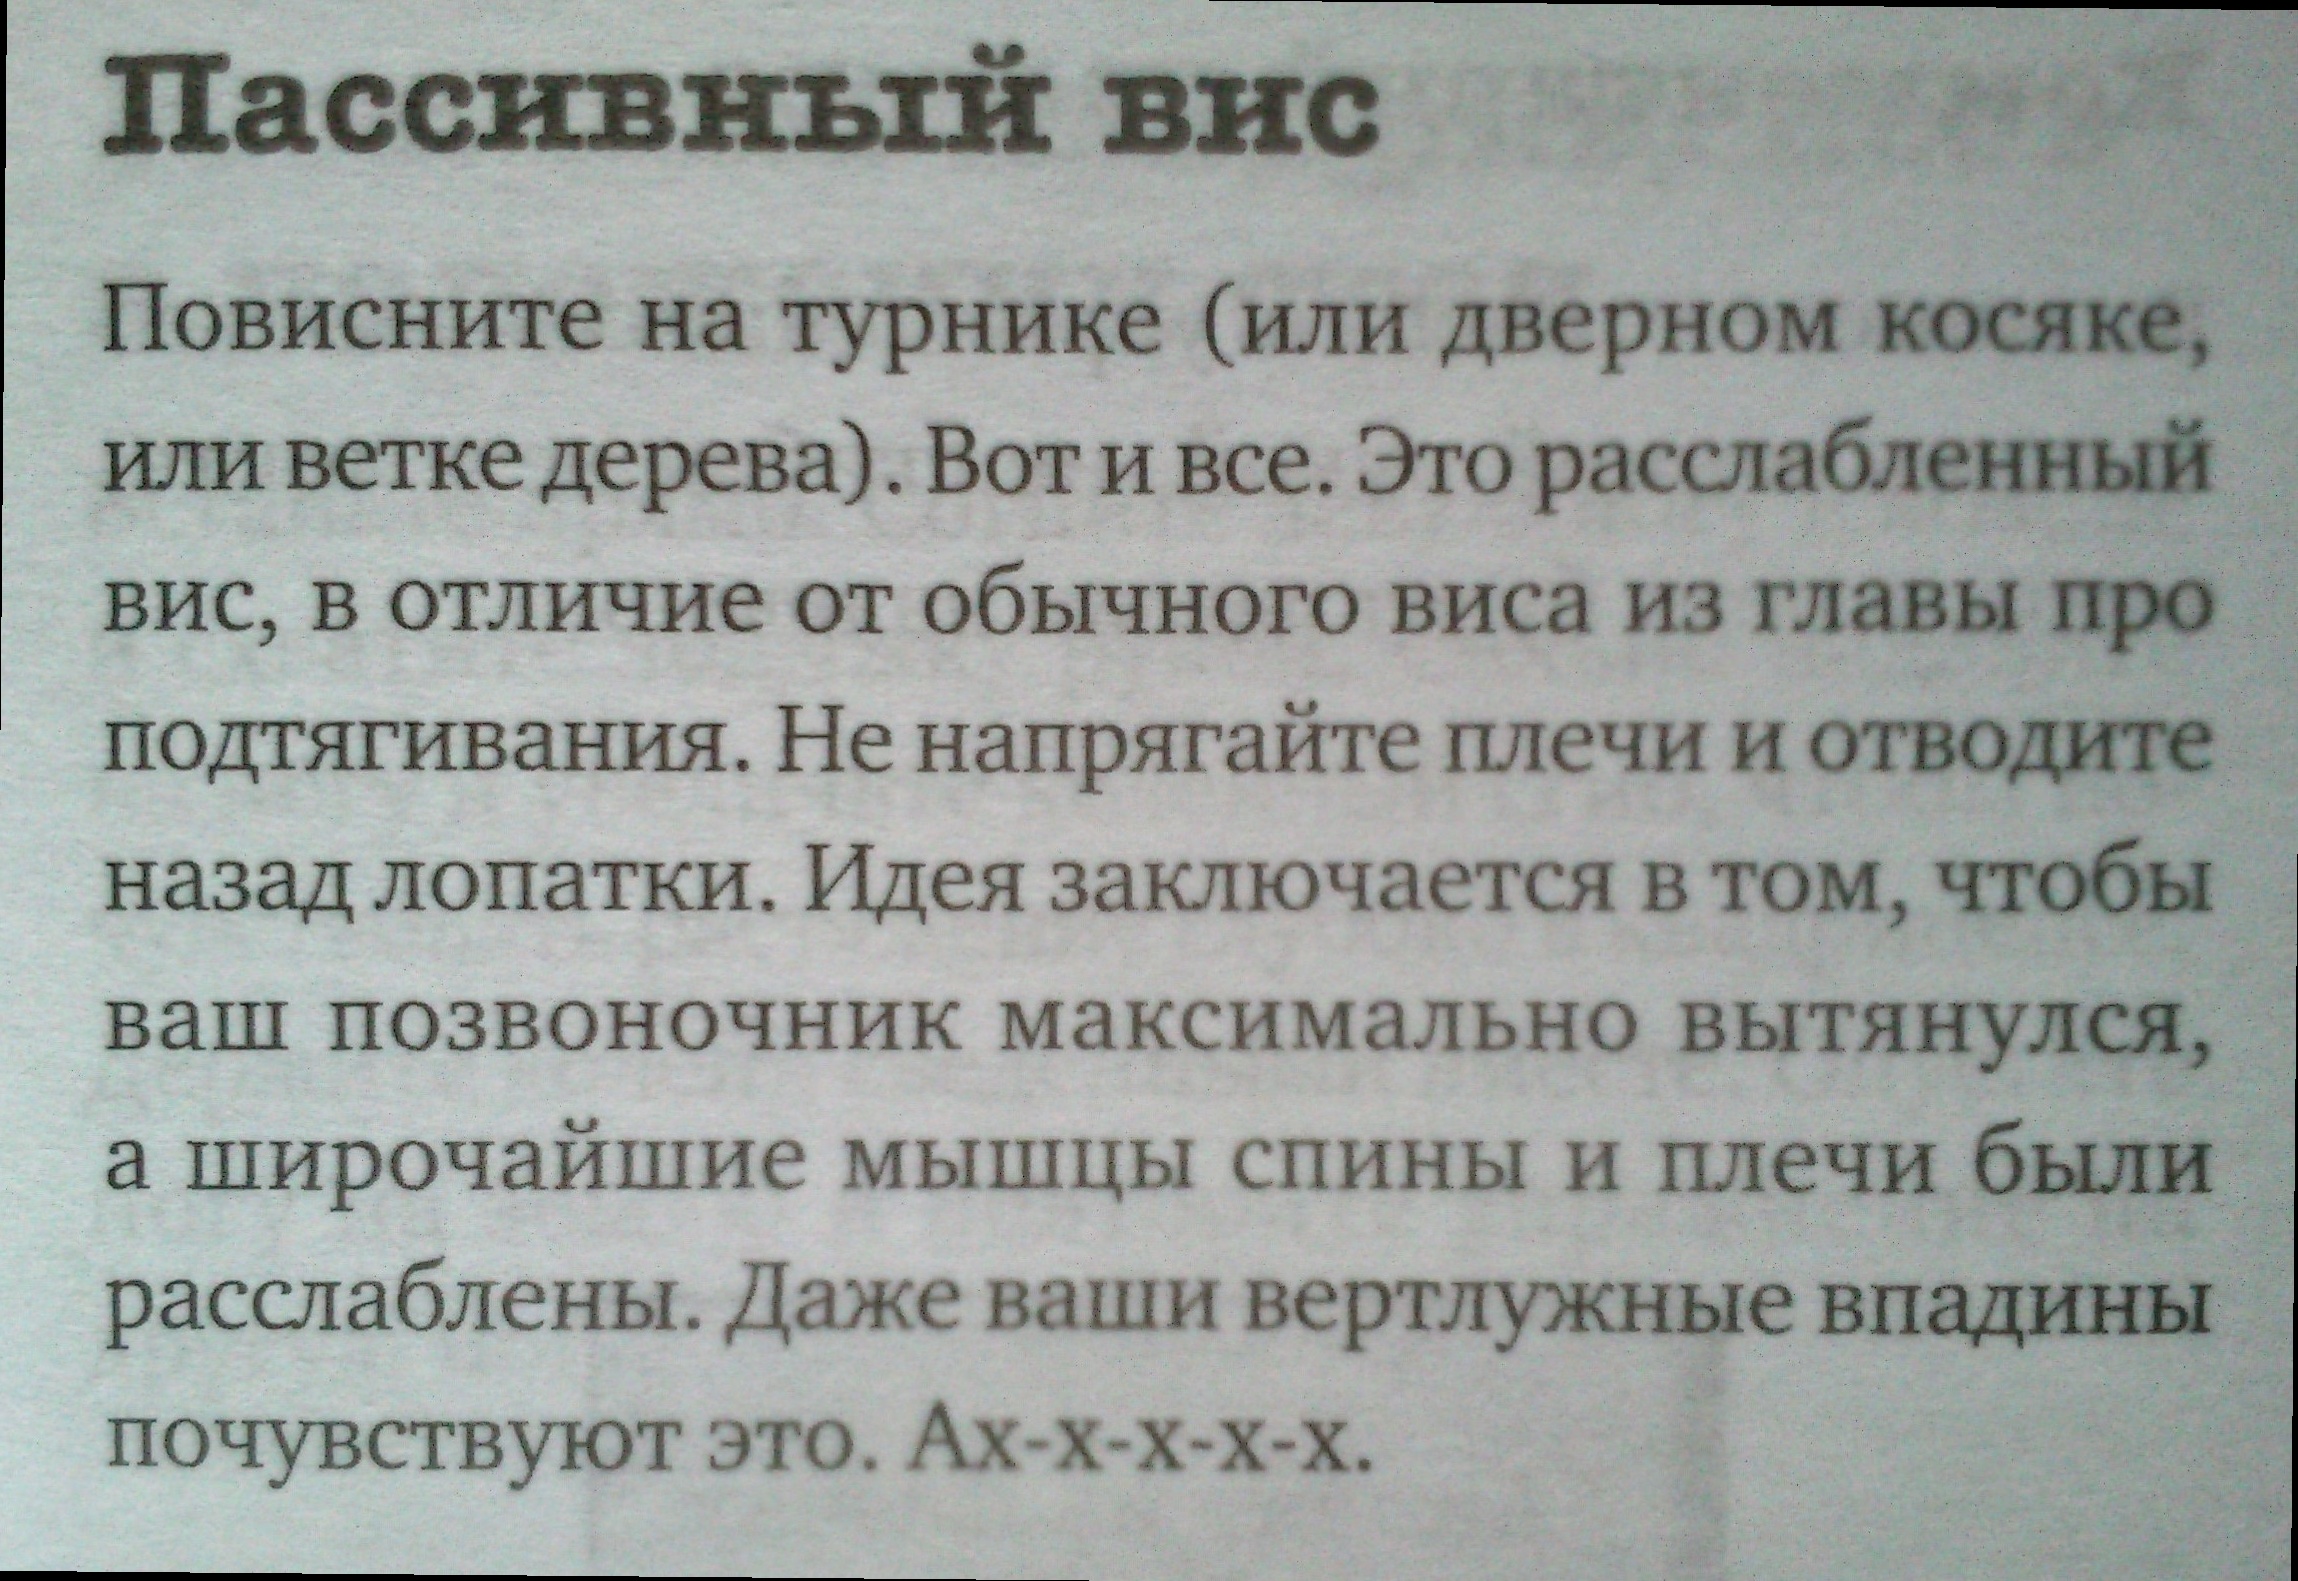 Пассивный вис
Повисните на турнике (или дверном косяке,
или ветке дерева). Вот и все. Это расслабленный
вис, в отличие от обычного виса из главы про
подтягивания. Не напрягайте плечи и отводите
назад лопатки. Идея заключается в том, чтобы
ваш позвоночник максимально вытянулся,
а широчайшие мышцы спины и плечи были
расслаблены. Даже ваши вертлужные впадины
почувствуют это. Ах-х-х-х-х.